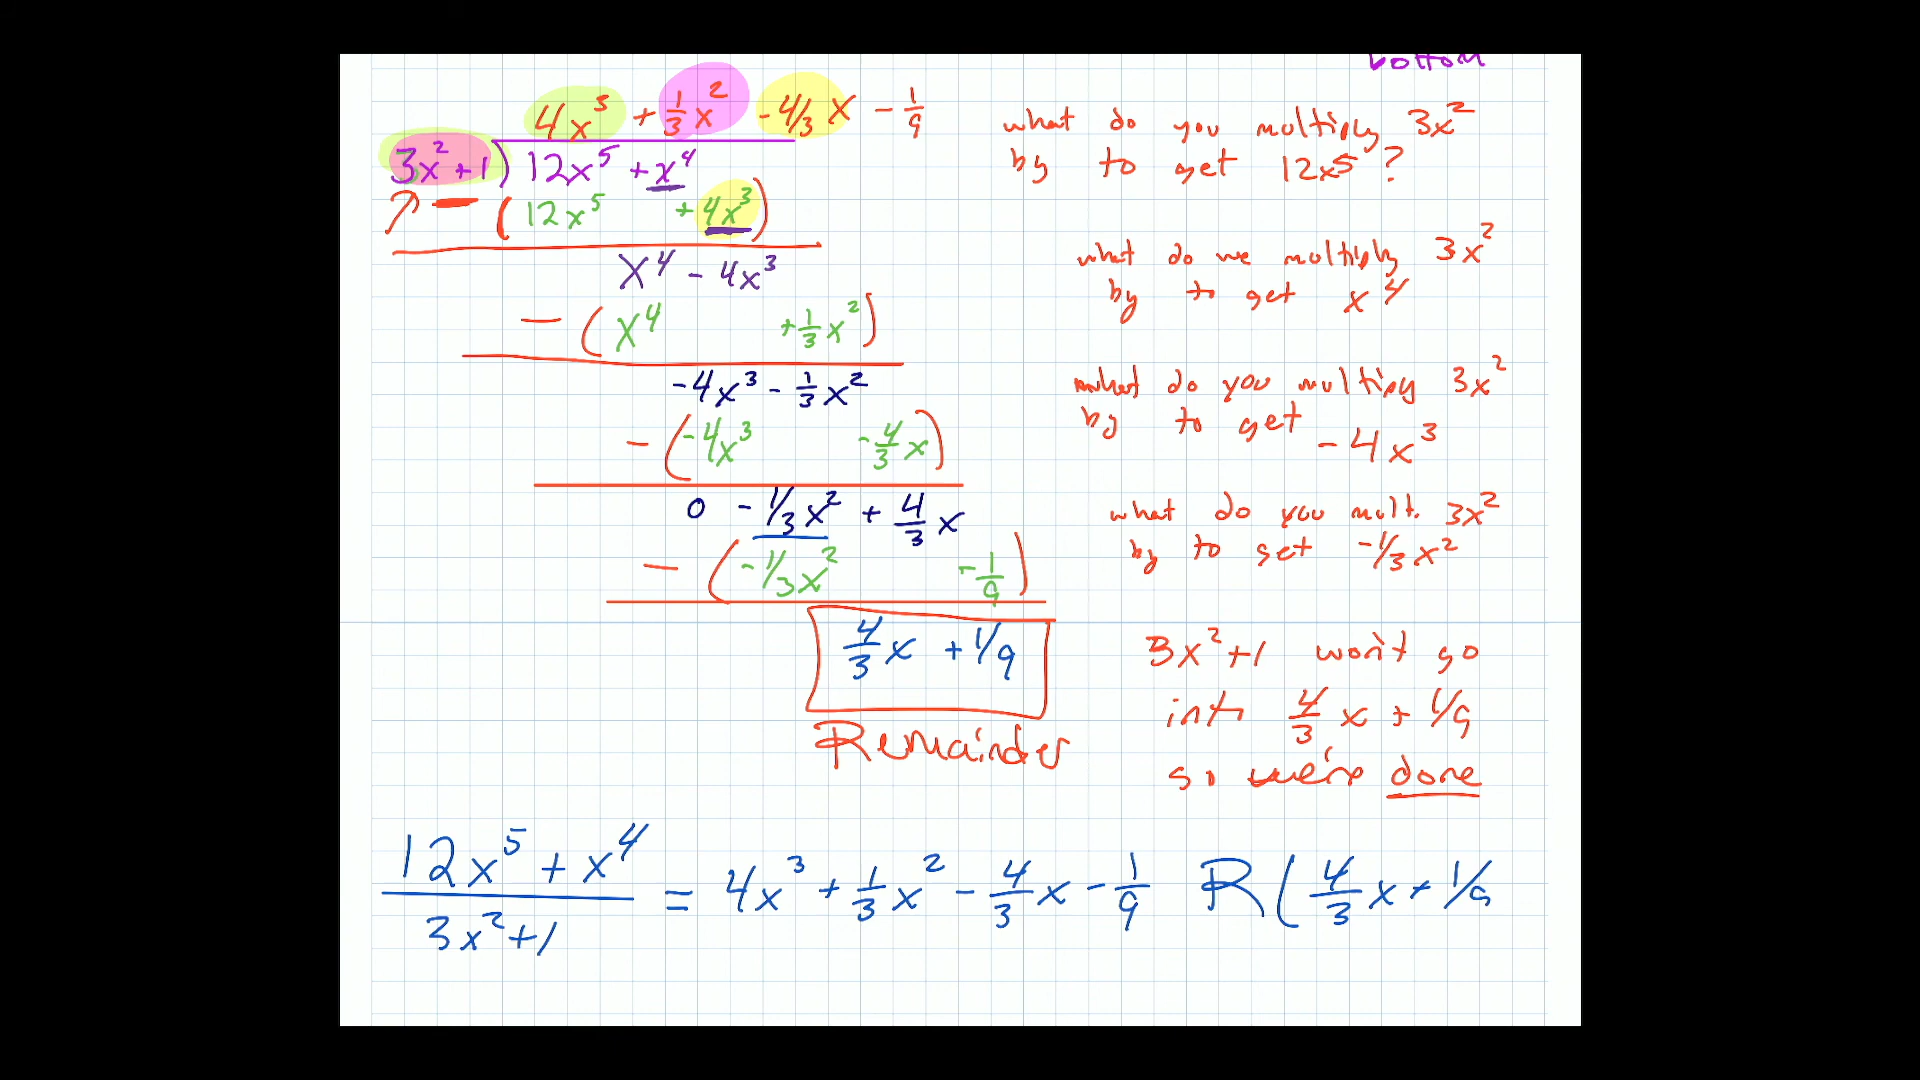 bottom
4x³ + 1/3 x² - 4/3 x - 1/9
3x² + 1 ) 12x⁵ + x⁴
- ( 12x⁵ + 4x³ )
x⁴ - 4x³
- ( x⁴ + 1/3 x² )
-4x³ - 1/3 x²
- ( -4x³ - 4/3 x )
0 - 1/3 x² + 4/3 x
- ( -1/3 x² - 1/9 )
4/3 x + 1/9
Remainder
what do you multiply 3x²
by to get 12x⁵?
what do we multiply 3x²
by to get x⁴
what do you multipy 3x²
by to get -4x³
what do you mult. 3x²
by to get -1/3 x²
3x² + 1 won't go
into 4/3 x + 1/9
so we're done
12x⁵ + x⁴ / 3x² + 1 = 4x³ + 1/3 x² - 4/3 x - 1/9 R ( 4/3 x + 1/9